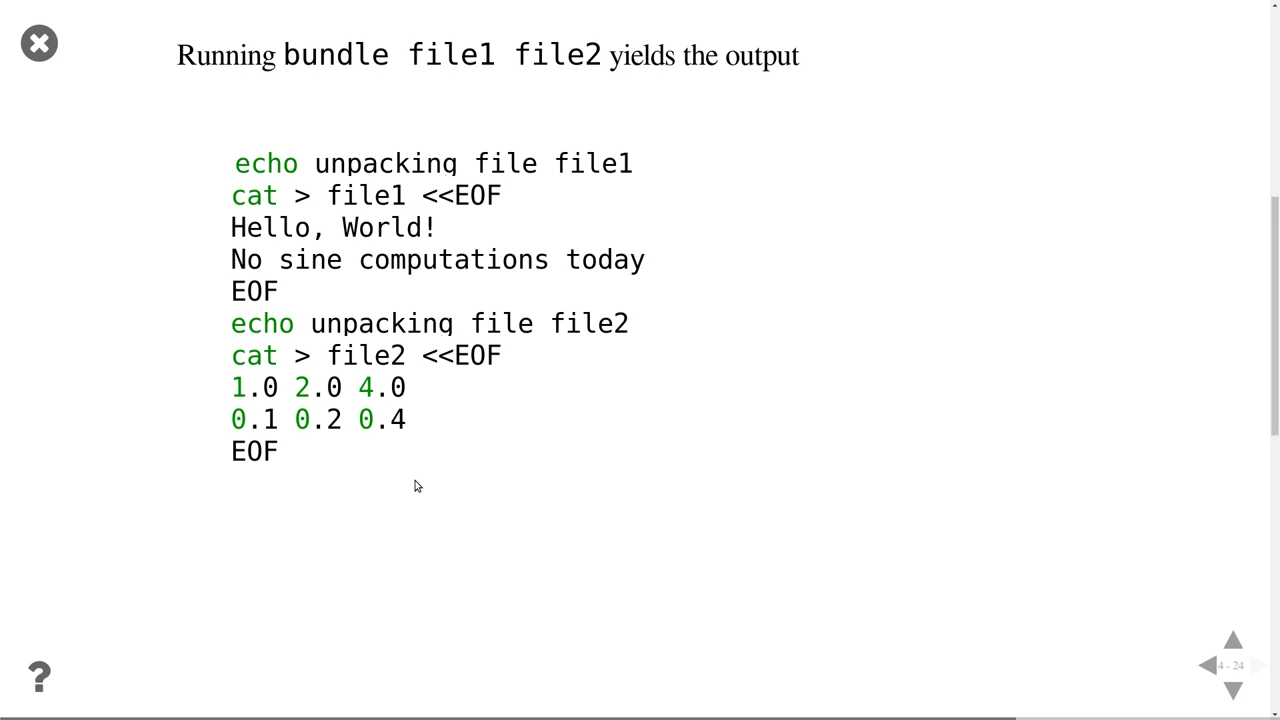 Running bundle file1 file2 yields the output
echo unpacking file file1
cat > file1 <<EOF
Hello, World!
No sine computations today
EOF
echo unpacking file file2
cat > file2 <<EOF
1.0 2.0 4.0
0.1 0.2 0.4
EOF
?
4 - 24